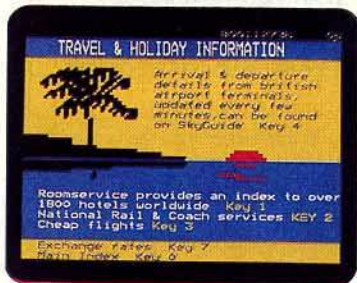 TRAVEL & HOLIDAY INFORMATION
Arrival & departure
details from british
airport terminals,
updated every few
minutes,can be found
on SkyGuide Key 4
Roomservice provides an index to over
1800 hotels worldwide Key 1
National Rail & Coach services KEY 2
Cheap flights Key 3
Exchange rates Key 7
Main Index Key 0